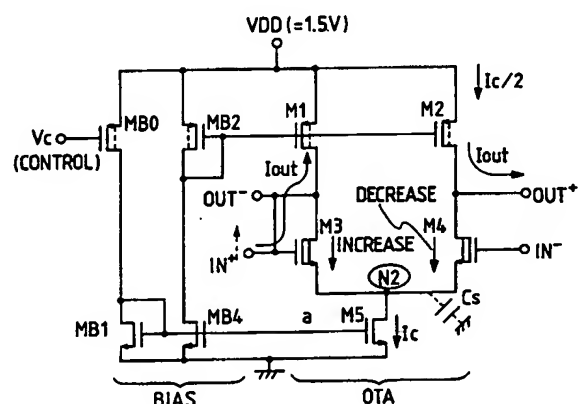 VDD(=1.5V)
Ic/2
MB0
MB2
M1
M2
Vc
(CONTROL)
Iout
Iout
OUT⁻
DECREASE
OUT⁺
M3
M4
INCREASE
IN⁺
IN⁻
N2
Cs
MB1
MB4
a
M5
Ic
BIAS
OTA